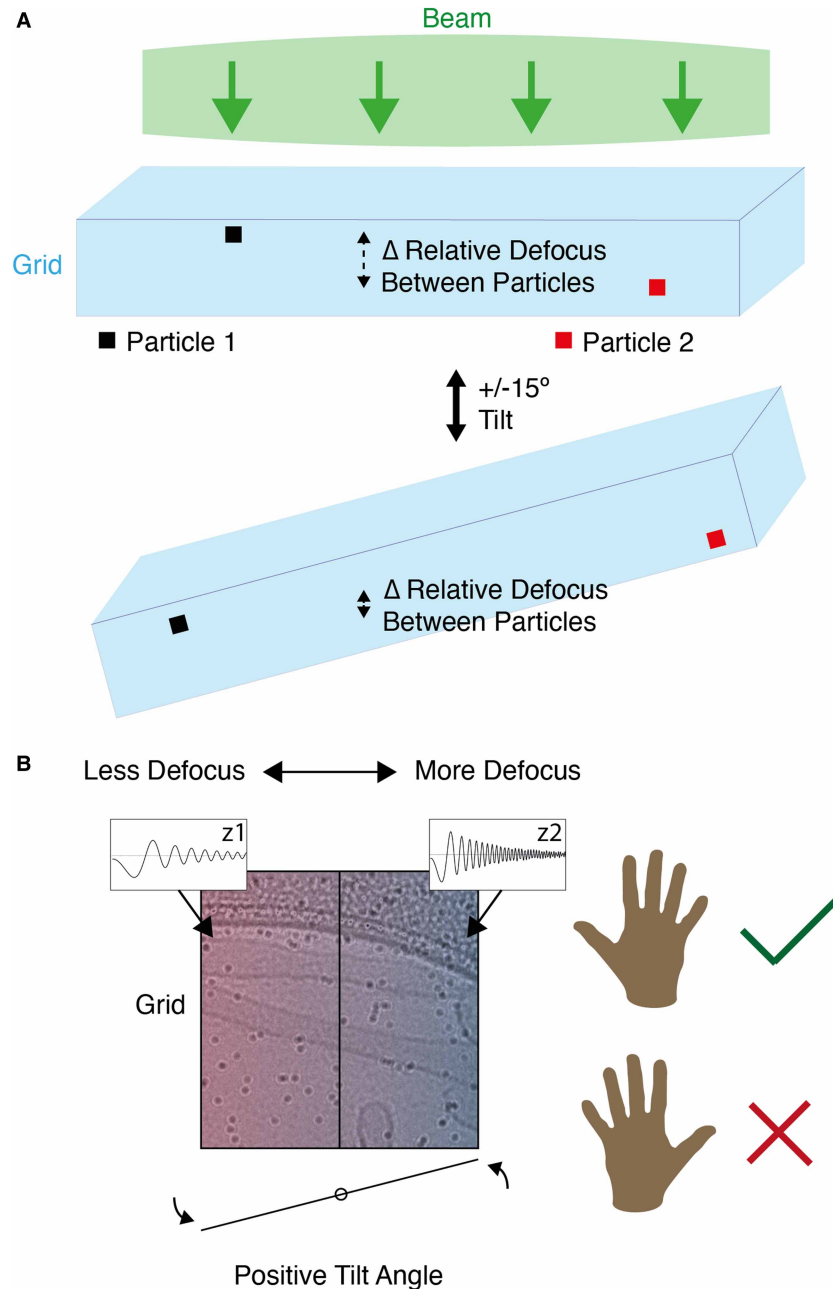 A
Beam
Grid
Δ Relative Defocus
Between Particles
Particle 1
Particle 2
+/-15º
Tilt
Δ Relative Defocus
Between Particles
B
Less Defocus
More Defocus
z1
z2
Grid
Positive Tilt Angle